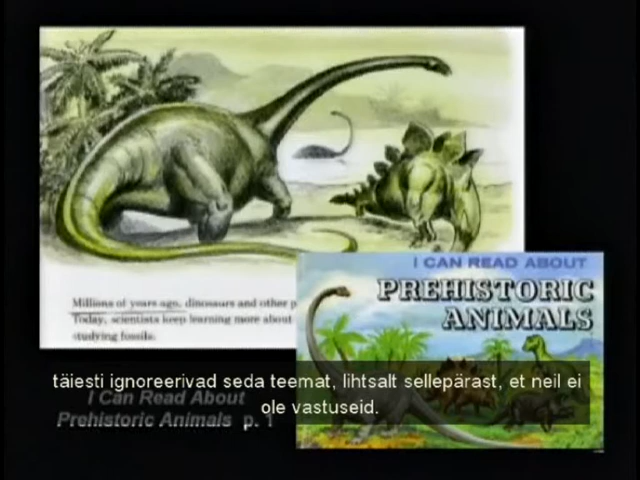 Millions of years ago, dinosaurs and other p
Today, scientists keep learning more about
studying fossils.
I CAN READ ABOUT
PREHISTORIC
ANIMALS
täiesti ignoreerivad seda teemat, lihtsalt sellepärast, et neil ei
ole vastuseid.
I Can Read About
Prehistoric Animals p. 1